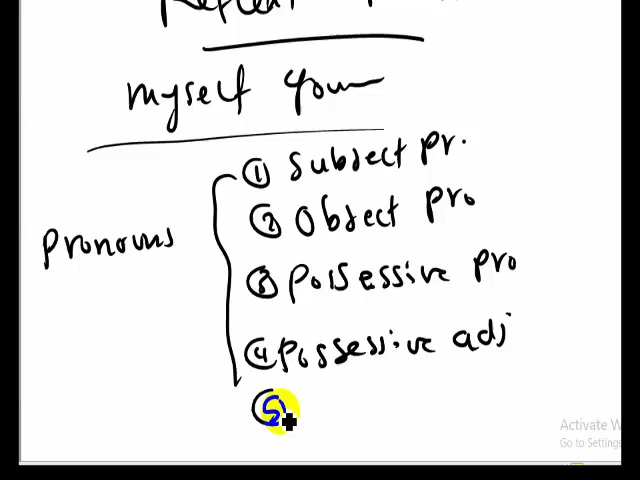 myself your
Pronouns
① Subject pr.
② Object pro
③ Possessive pro
④ Possessive adj
⑤
Activate W
Go to Settings